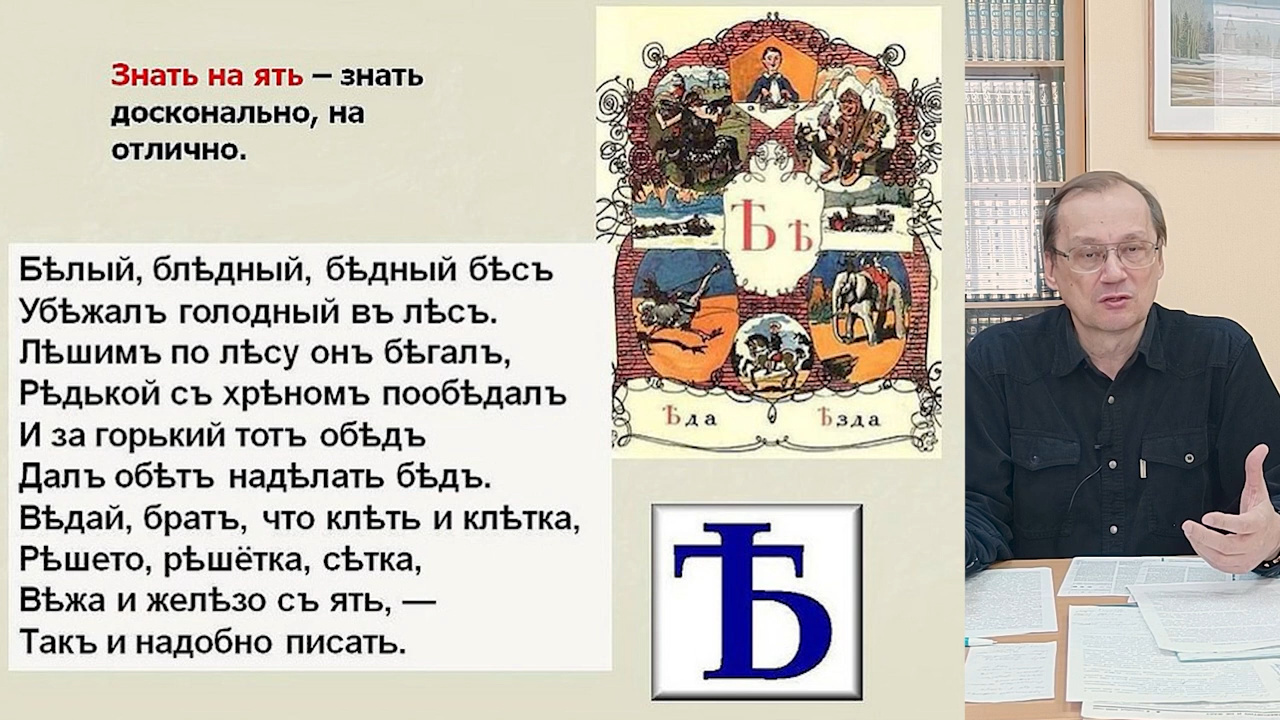 Знать на ять – знать
досконально, на
отлично.
Бѣлый, блѣдный, бѣдный бѣсъ
Убѣжалъ голодный въ лѣсъ.
Лѣшимъ по лѣсу онъ бѣгалъ,
Рѣдькой съ хрѣномъ пообѣдалъ
И за горький тотъ обѣдъ
Далъ обѣтъ надѣлать бѣдъ.
Вѣдай, братъ, что клѣть и клѣтка,
Рѣшето, рѣшётка, сѣтка,
Вѣжа и желѣзо съ ять, —
Такъ и надобно писать.
Ѣ ѣ
Ѣда Ѣзда
Ѣ